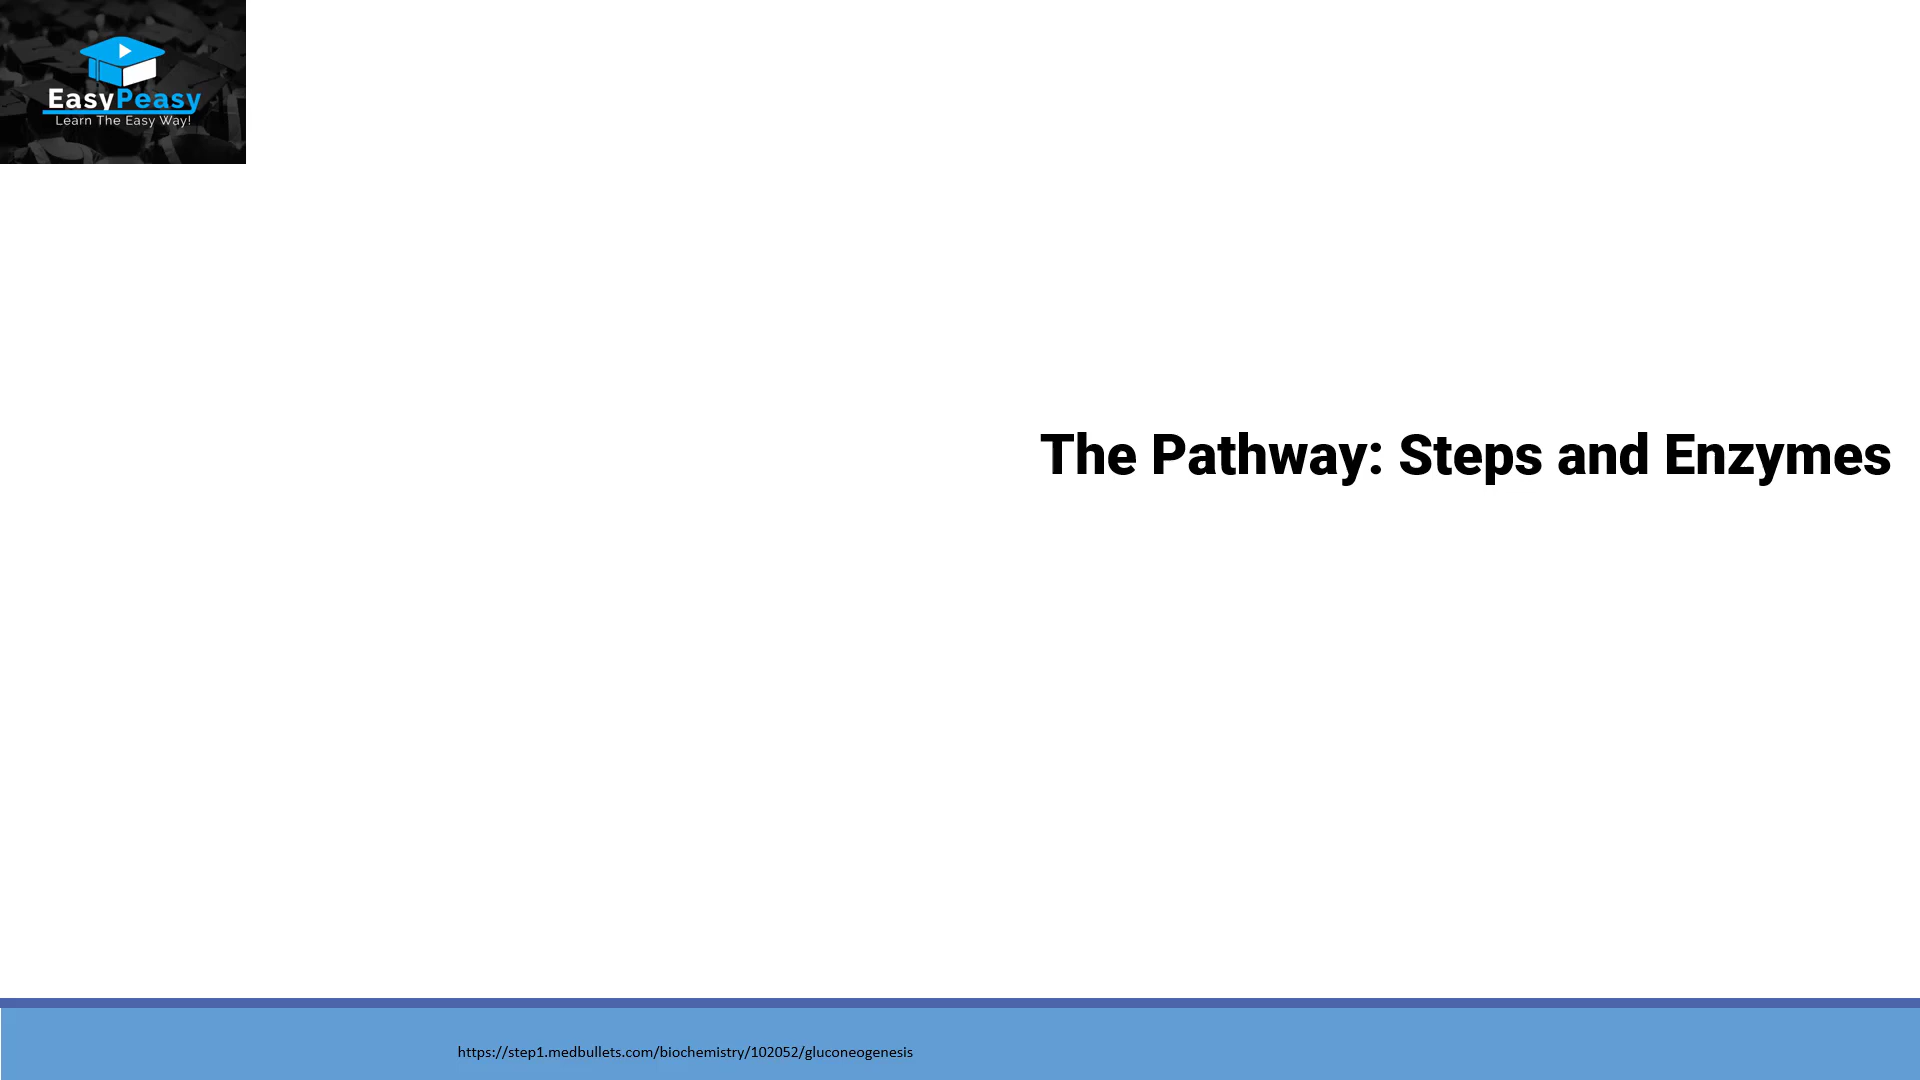 EasyPeasy
Learn The Easy Way!
The Pathway: Steps and Enzymes
https://step1.medbullets.com/biochemistry/102052/gluconeogenesis